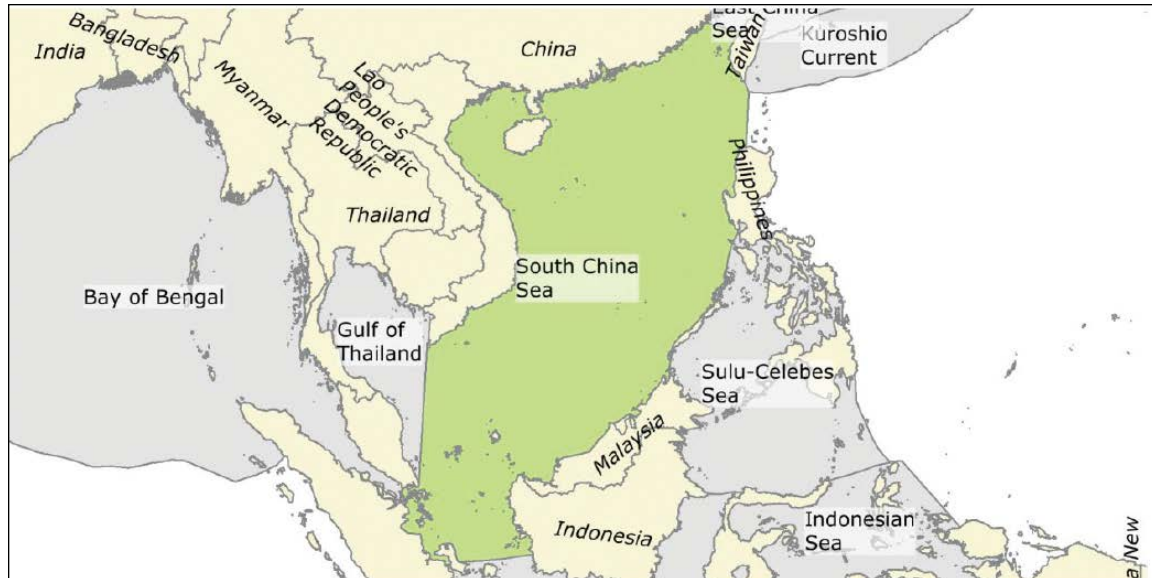 East China
Sea
Kuroshio
Current
Taiwan
China
Bangladesh
India
Myanmar
Lao
People's
Democratic
Republic
Philippines
Thailand
South China
Sea
Bay of Bengal
Gulf of
Thailand
Sulu-Celebes
Sea
Malaysia
Indonesia
Indonesian
Sea
a New